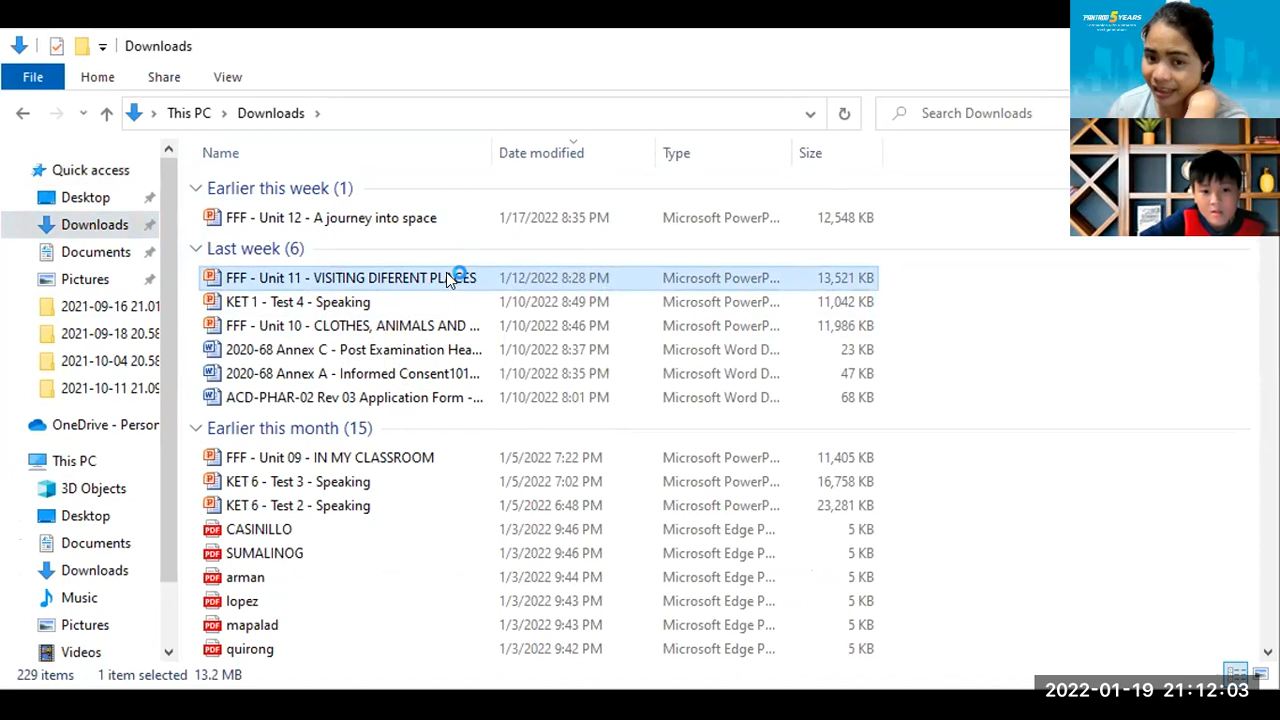 Downloads
File Home Share View
This PC Downloads
Search Downloads
Name Date modified Type Size
Quick access
Desktop
Downloads
Documents
Pictures
2021-09-16 21.01
2021-09-18 20.58
2021-10-04 20.58
2021-10-11 21.09
OneDrive - Person
This PC
3D Objects
Desktop
Documents
Downloads
Music
Pictures
Videos
Earlier this week (1)
FFF - Unit 12 - A journey into space 1/17/2022 8:35 PM Microsoft PowerP... 12,548 KB
Last week (6)
FFF - Unit 11 - VISITING DIFERENT PLACES 1/12/2022 8:28 PM Microsoft PowerP... 13,521 KB
KET 1 - Test 4 - Speaking 1/10/2022 8:49 PM Microsoft PowerP... 11,042 KB
FFF - Unit 10 - CLOTHES, ANIMALS AND ... 1/10/2022 8:46 PM Microsoft PowerP... 11,986 KB
2020-68 Annex C - Post Examination Hea... 1/10/2022 8:37 PM Microsoft Word D... 23 KB
2020-68 Annex A - Informed Consent101... 1/10/2022 8:35 PM Microsoft Word D... 47 KB
ACD-PHAR-02 Rev 03 Application Form -... 1/10/2022 8:01 PM Microsoft Word D... 68 KB
Earlier this month (15)
FFF - Unit 09 - IN MY CLASSROOM 1/5/2022 7:22 PM Microsoft PowerP... 11,405 KB
KET 6 - Test 3 - Speaking 1/5/2022 7:02 PM Microsoft PowerP... 16,758 KB
KET 6 - Test 2 - Speaking 1/5/2022 6:48 PM Microsoft PowerP... 23,281 KB
CASINILLO 1/3/2022 9:46 PM Microsoft Edge P... 5 KB
SUMALINOG 1/3/2022 9:46 PM Microsoft Edge P... 5 KB
arman 1/3/2022 9:44 PM Microsoft Edge P... 5 KB
lopez 1/3/2022 9:43 PM Microsoft Edge P... 5 KB
mapalad 1/3/2022 9:43 PM Microsoft Edge P... 5 KB
quirong 1/3/2022 9:42 PM Microsoft Edge P... 5 KB
229 items 1 item selected 13.2 MB
5 YEARS
2022-01-19 21:12:03